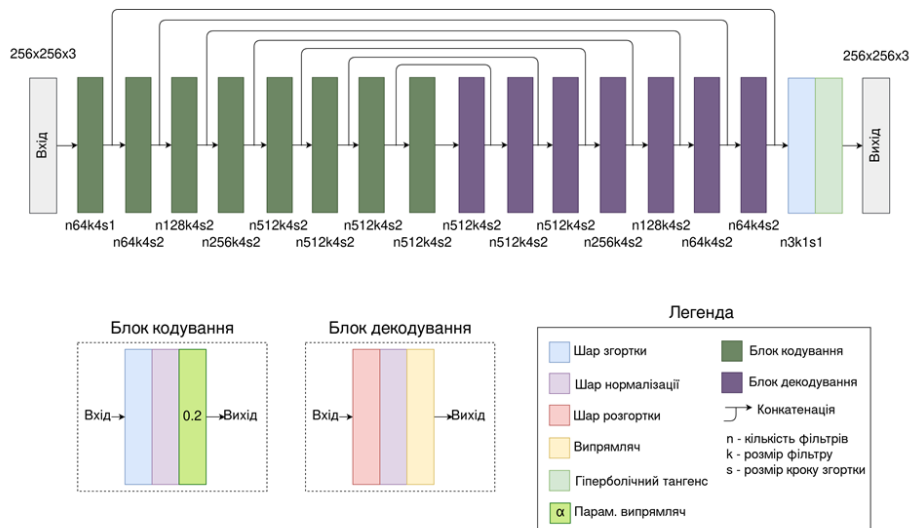 256x256x3
256x256x3
Вхід
Вихід
n64k4s1
n64k4s2
n128k4s2
n256k4s2
n512k4s2
n512k4s2
n512k4s2
n512k4s2
n512k4s2
n512k4s2
n512k4s2
n256k4s2
n128k4s2
n64k4s2
n64k4s2
n3k1s1
Блок кодування
Вхід
0.2
Вихід
Блок декодування
Вхід
Вихід
Легенда
Шар згортки
Шар нормалізації
Шар розгортки
Випрямляч
Гіперболічний тангенс
α
Парам. випрямляч
Блок кодування
Блок декодування
Конкатенація
n - кількість фільтрів
k - розмір фільтру
s - розмір кроку згортки